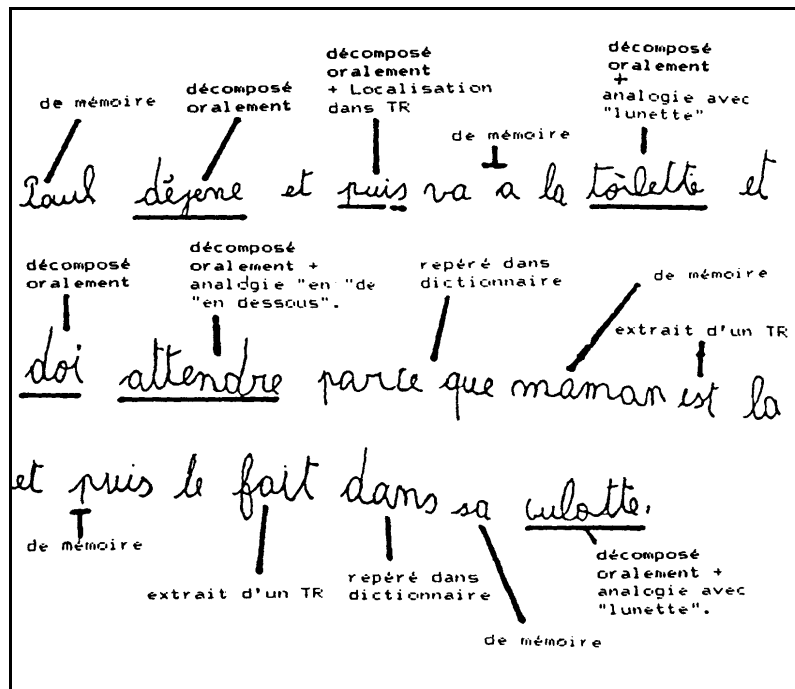 décomposé
oralement
+ Localisation
dans TR
décomposé
oralement
+
analogie avec
"lunette"
de mémoire
décomposé
oralement
de mémoire
Paul déjene et puis va a la toilette et
décomposé
oralement
décomposé
oralement +
analogie "en "de
"en dessous".
repéré dans
dictionnaire
de mémoire
extrait d'un TR
doi attendre parce que maman est la
et puis le fait dans sa culotte.
de mémoire
extrait d'un TR
repéré dans
dictionnaire
décomposé
oralement +
analogie avec
"lunette".
de mémoire